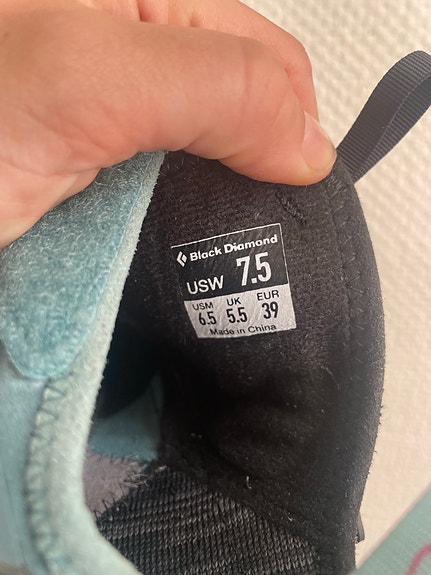 Black Diamond
USW 7.5
USM UK EUR
6.5 5.5 39
Made in China